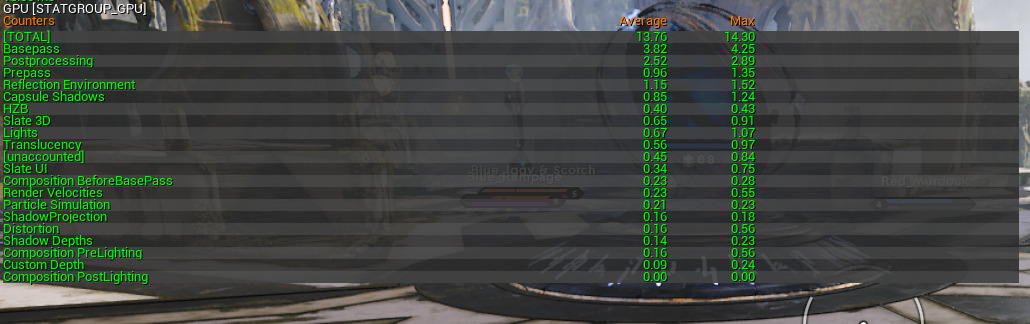 GPU [STATGROUP_GPU]
Counters Average Max
[TOTAL] 13.76 14.30
Basepass 3.82 4.25
Postprocessing 2.52 2.89
Prepass 0.96 1.35
Reflection Environment 1.15 1.52
Capsule Shadows 0.85 1.24
HZB 0.40 0.43
Slate 3D 0.65 0.91
Lights 0.67 1.07
Translucency 0.56 0.97
[unaccounted] 0.45 0.84
Slate UI 0.34 0.75
Composition BeforeBasePass 0.23 0.28
Render Velocities 0.23 0.55
Particle Simulation 0.21 0.23
ShadowProjection 0.16 0.18
Distortion 0.16 0.56
Shadow Depths 0.14 0.23
Composition PreLighting 0.16 0.56
Custom Depth 0.09 0.24
Composition PostLighting 0.00 0.00